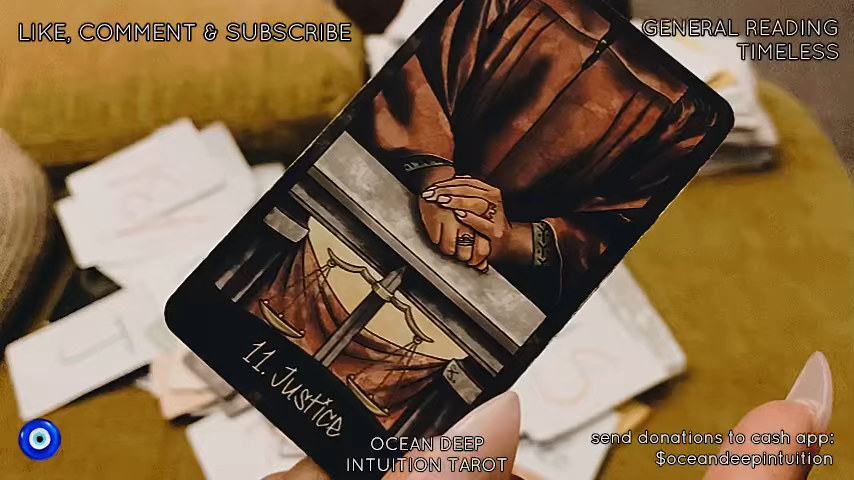 LIKE, COMMENT & SUBSCRIBE
GENERAL READING
TIMELESS
11. Justice
OCEAN DEEP
INTUITION TAROT
send donations to cash app:
$oceandeepintuition